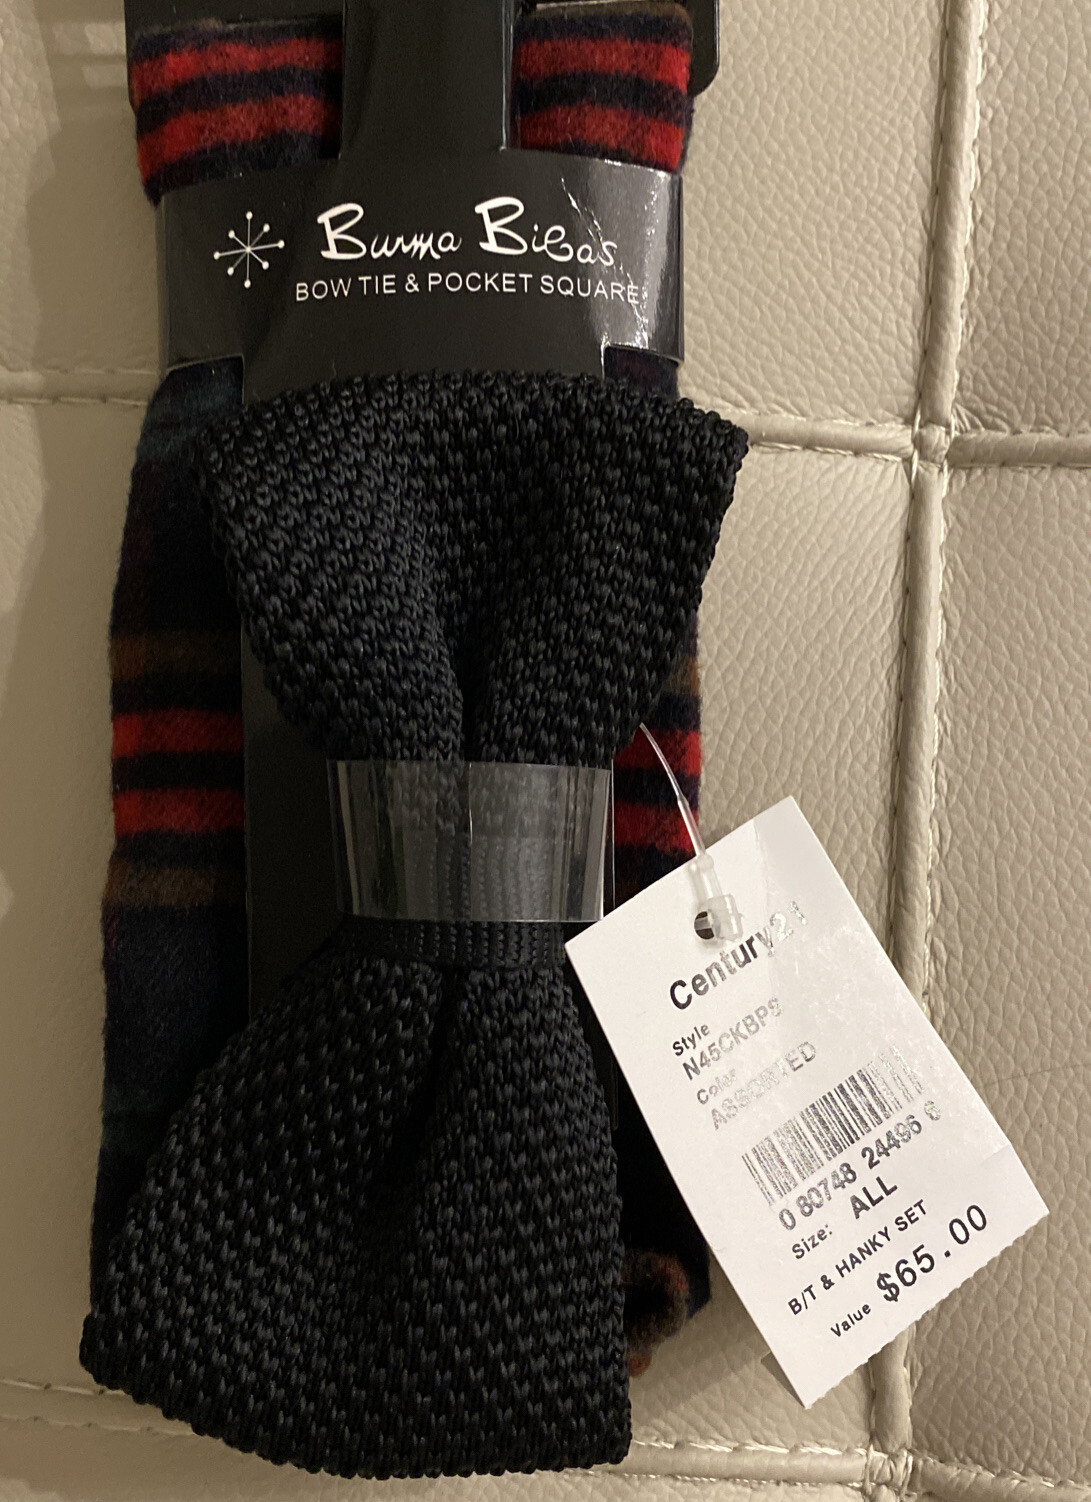 Burma Bibas
BOW TIE & POCKET SQUARE
Century21
Style
N45CKBPS
Color
ASSORTED
0 80748 24496 6
Size: ALL
B/T & HANKY SET
Value $65.00